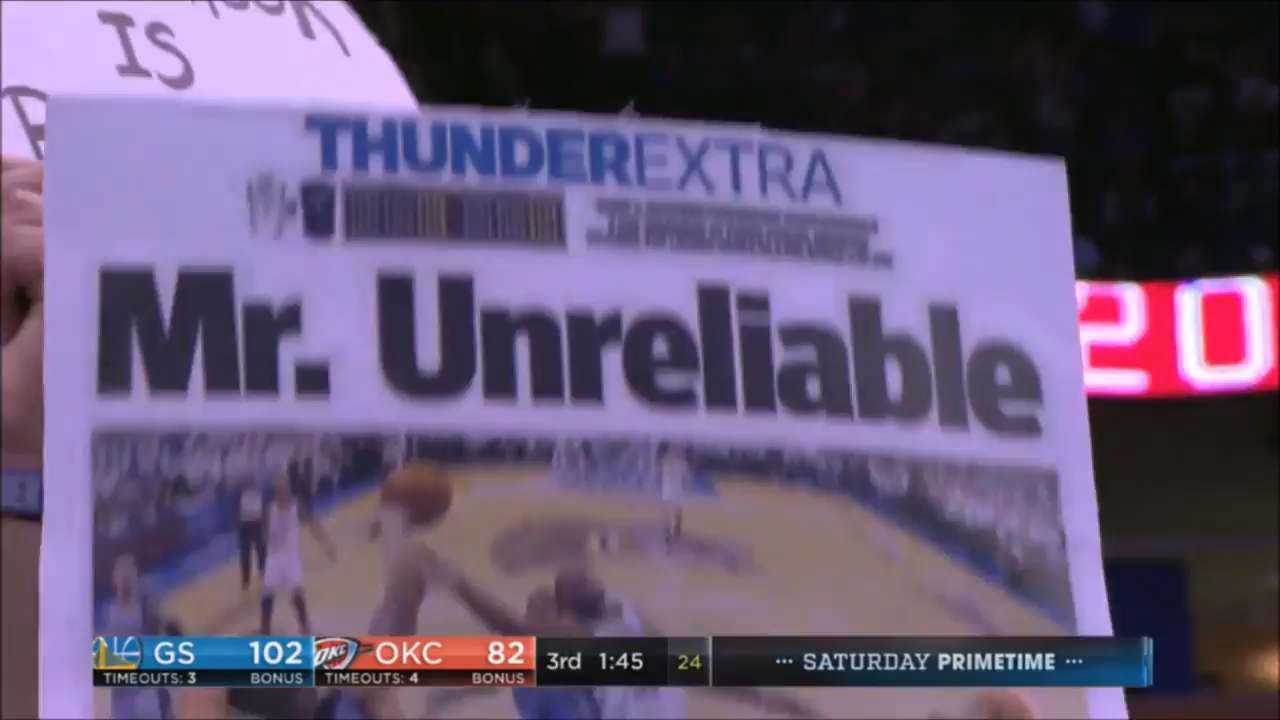 IS
THUNDEREXTRA
Mr. Unreliable
20
GS 102 OKC 82 3rd 1:45 24 ··· SATURDAY PRIMETIME ···
TIMEOUTS: 3 BONUS TIMEOUTS: 4 BONUS